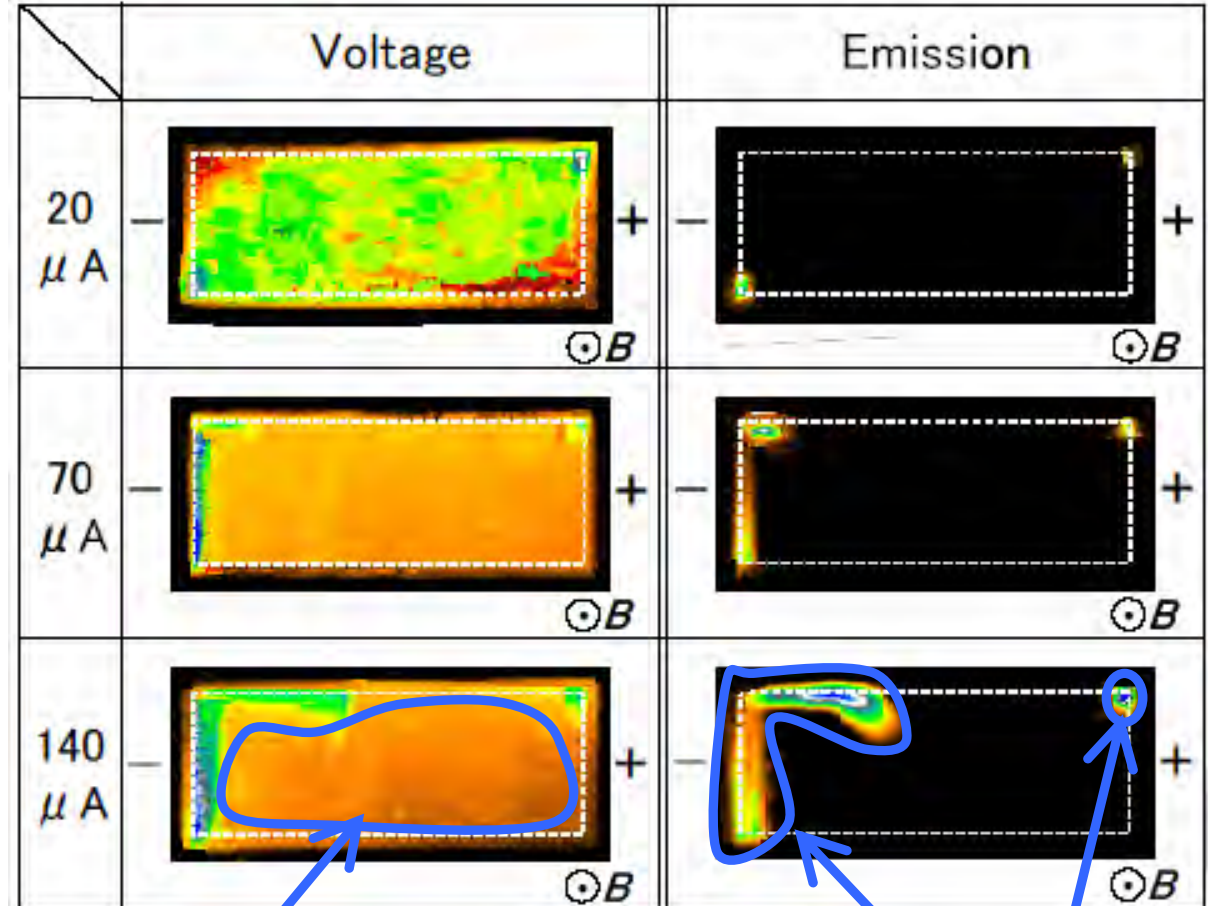 Voltage Emission
20 μA − + ⊙B − + ⊙B
70 μA − + ⊙B − + ⊙B
140 μA − + ⊙B − + ⊙B